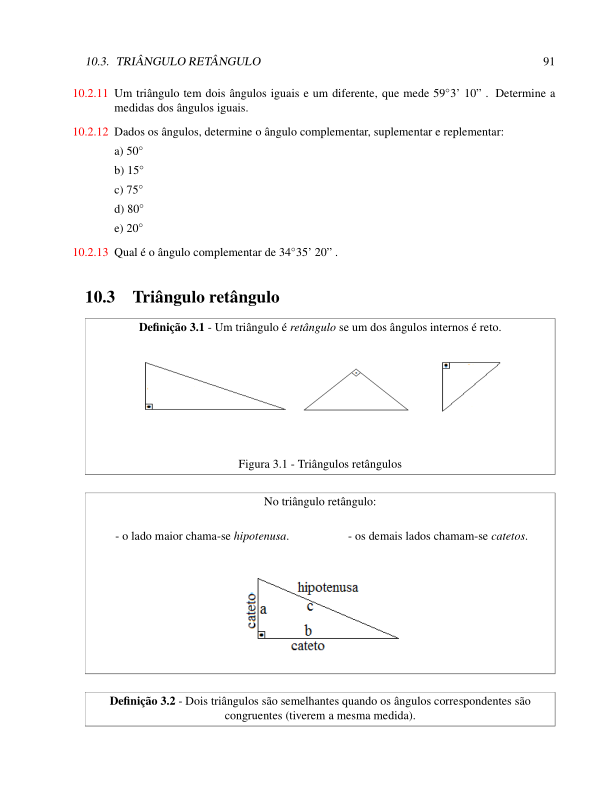 10.3. TRIÂNGULO RETÂNGULO 91
10.2.11 Um triângulo tem dois ângulos iguais e um diferente, que mede 59°3’ 10” . Determine a
medidas dos ângulos iguais.
10.2.12 Dados os ângulos, determine o ângulo complementar, suplementar e replementar:
a) 50°
b) 15°
c) 75°
d) 80°
e) 20°
10.2.13 Qual é o ângulo complementar de 34°35’ 20” .
10.3 Triângulo retângulo
Definição 3.1 - Um triângulo é retângulo se um dos ângulos internos é reto.
Figura 3.1 - Triângulos retângulos
No triângulo retângulo:
- o lado maior chama-se hipotenusa. - os demais lados chamam-se catetos.
hipotenusa
cateto a c
b
cateto
Definição 3.2 - Dois triângulos são semelhantes quando os ângulos correspondentes são
congruentes (tiverem a mesma medida).